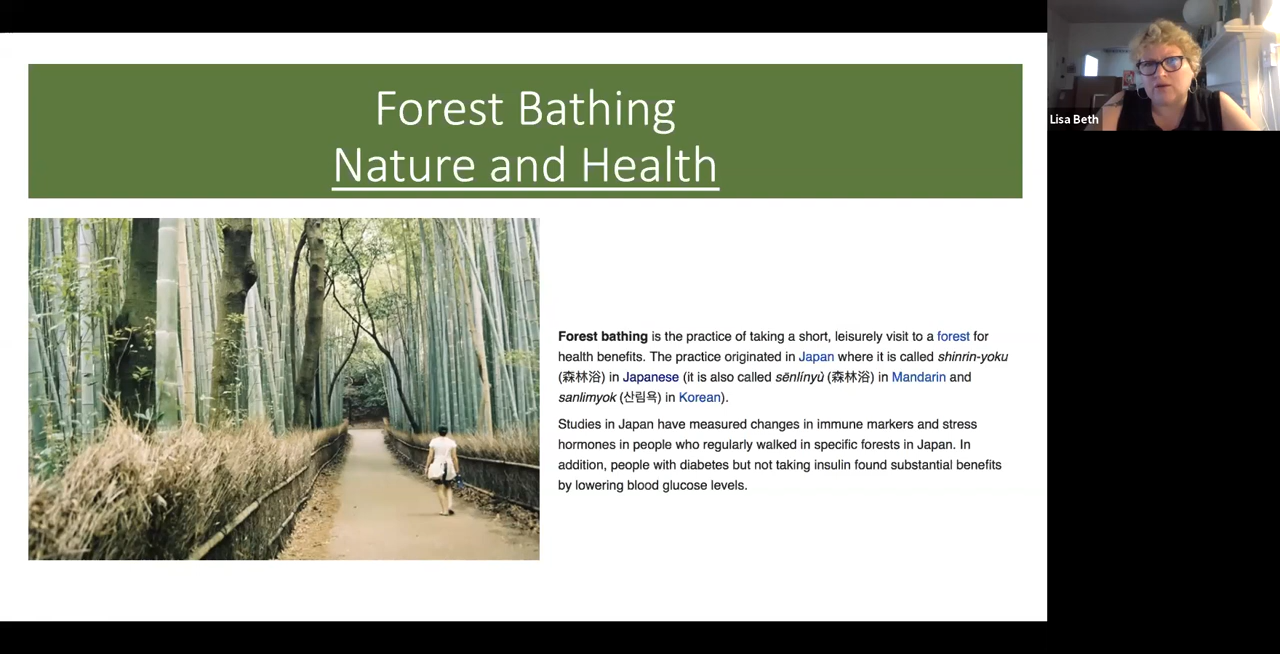 Forest Bathing
Nature and Health
Lisa Beth
Forest bathing is the practice of taking a short, leisurely visit to a forest for
health benefits. The practice originated in Japan where it is called shinrin-yoku
(森林浴) in Japanese (it is also called sēnlínyù (森林浴) in Mandarin and
sanlimyok (산림욕) in Korean).
Studies in Japan have measured changes in immune markers and stress
hormones in people who regularly walked in specific forests in Japan. In
addition, people with diabetes but not taking insulin found substantial benefits
by lowering blood glucose levels.